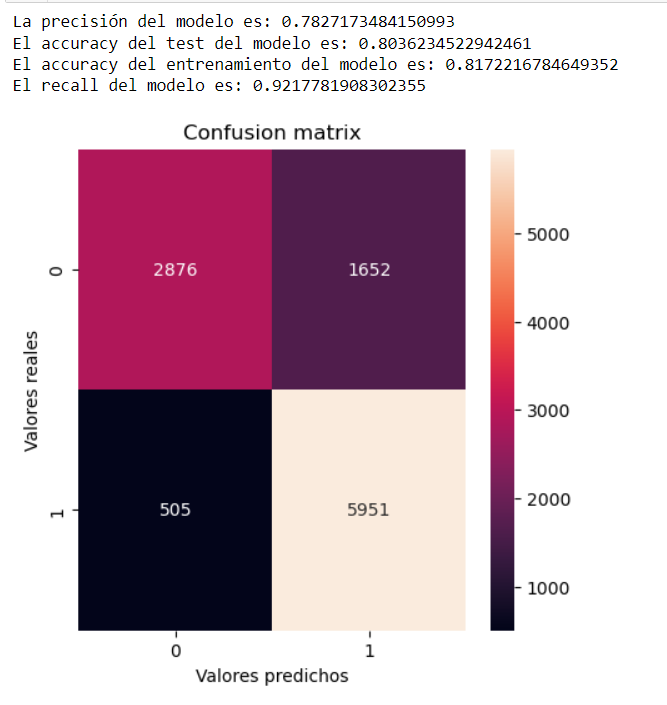 La precisión del modelo es: 0.7827173484150993
El accuracy del test del modelo es: 0.8036234522942461
El accuracy del entrenamiento del modelo es: 0.8172216784649352
El recall del modelo es: 0.9217781908302355
Confusion matrix
0
2876
1652
1
505
5951
Valores reales
0
1
Valores predichos
5000
4000
3000
2000
1000